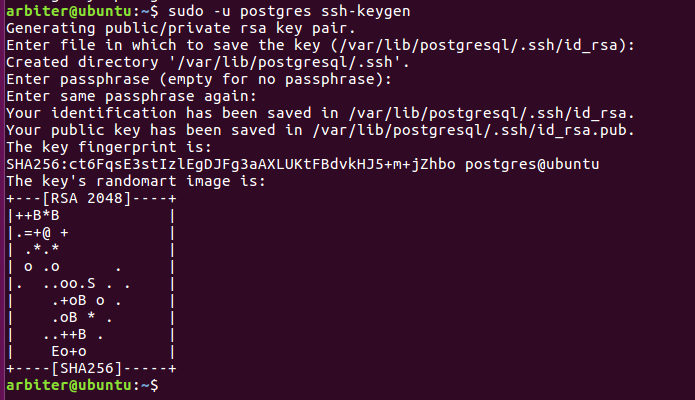 arbiter@ubuntu:~$ sudo -u postgres ssh-keygen
Generating public/private rsa key pair.
Enter file in which to save the key (/var/lib/postgresql/.ssh/id_rsa):
Created directory '/var/lib/postgresql/.ssh'.
Enter passphrase (empty for no passphrase):
Enter same passphrase again:
Your identification has been saved in /var/lib/postgresql/.ssh/id_rsa.
Your public key has been saved in /var/lib/postgresql/.ssh/id_rsa.pub.
The key fingerprint is:
SHA256:ct6FqsE3stIzlEgDJFg3aAXLUKtFBdvkHJ5+m+jZhbo postgres@ubuntu
The key's randomart image is:
+---[RSA 2048]----+
|++B*B            |
|.=+@ +           |
| .*.*            |
| o .o      .     |
|.  ..oo.S . .    |
|    .+oB o .     |
|    .oB * .      |
|   ..++B .       |
|    Eo+o         |
+----[SHA256]-----+
arbiter@ubuntu:~$